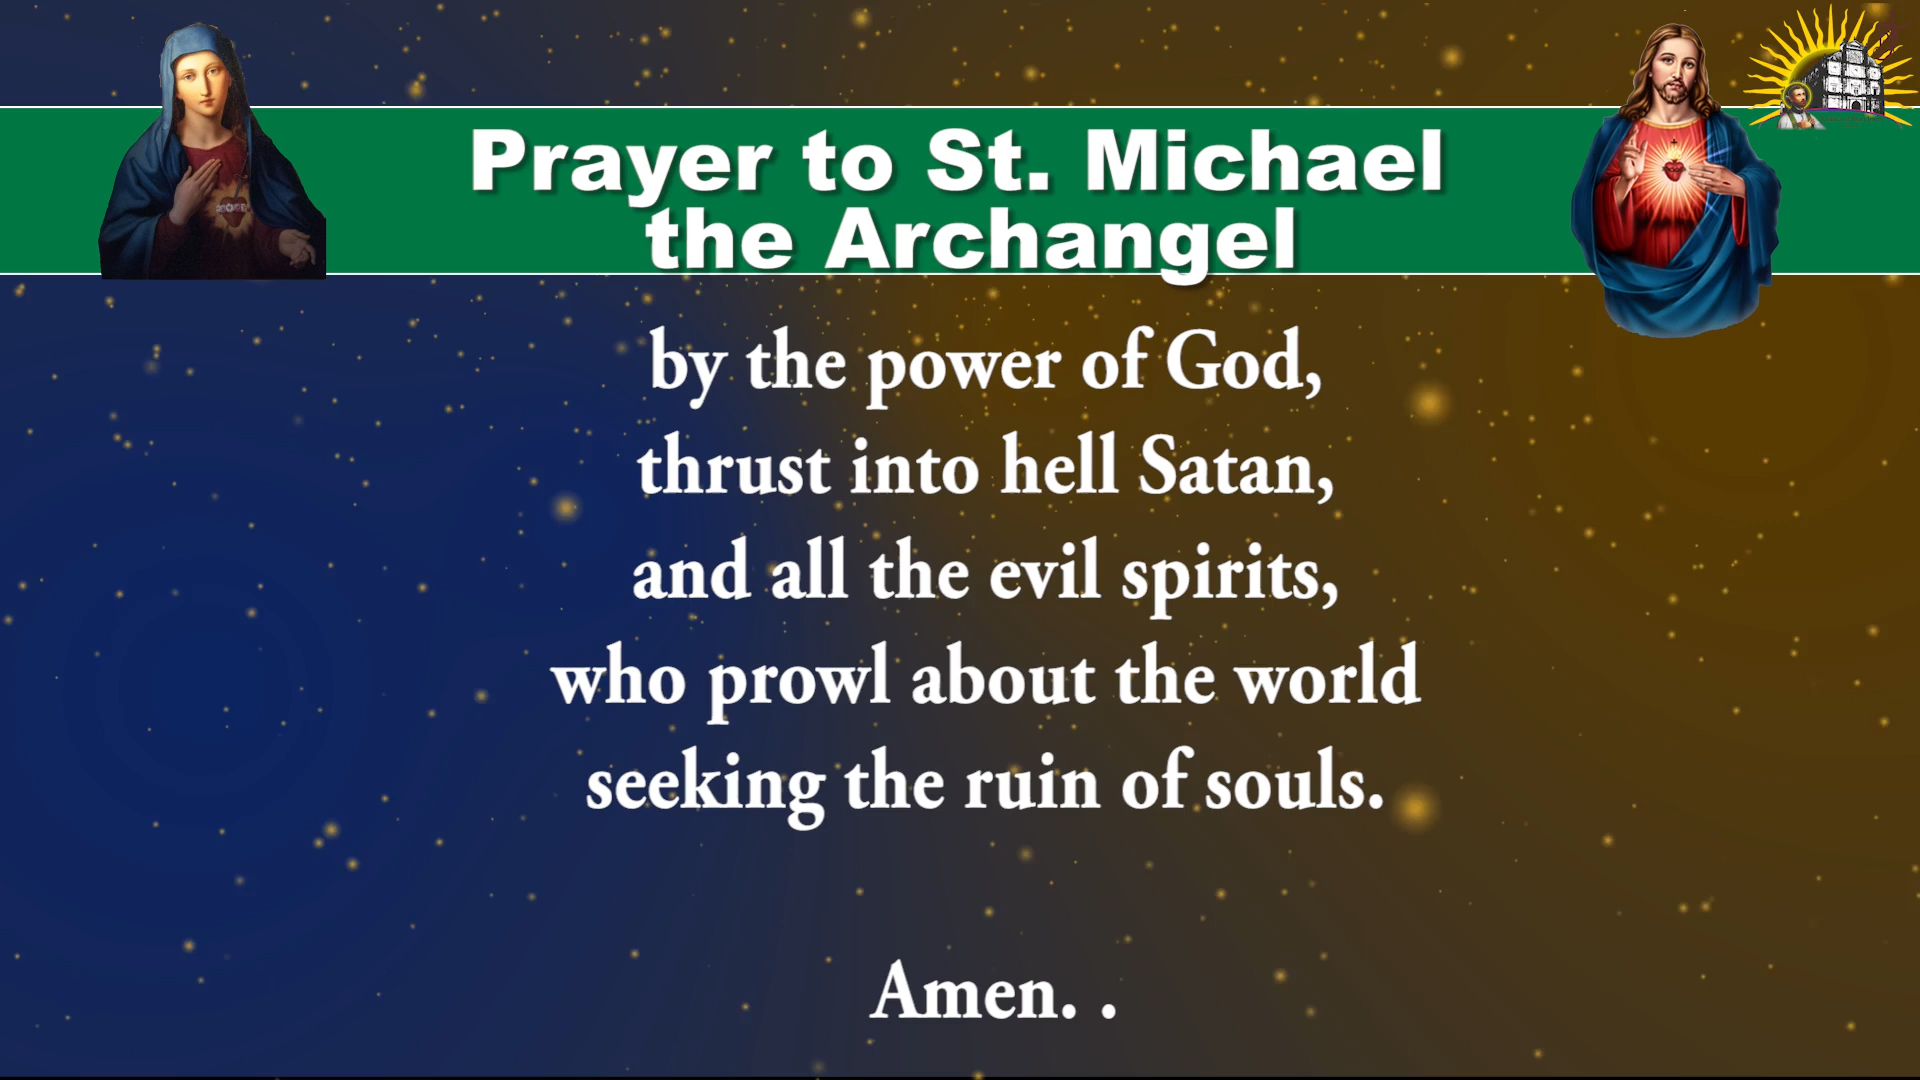 Prayer to St. Michael
the Archangel
by the power of God,
thrust into hell Satan,
and all the evil spirits,
who prowl about the world
seeking the ruin of souls.
Amen. .